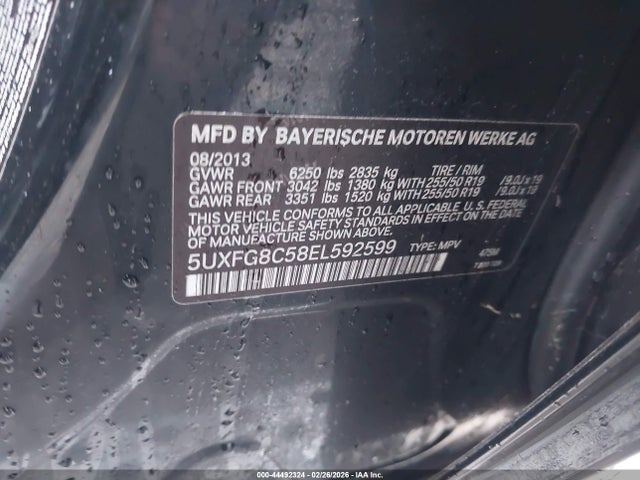 MFD BY BAYERISCHE MOTOREN WERKE AG
08/2013
GVWR 6250 lbs 2835 kg TIRE / RIM
GAWR FRONT 3042 lbs 1380 kg WITH 255/50 R19 /9.0J x 19
GAWR REAR 3351 lbs 1520 kg WITH 255/50 R19 /9.0J x 19
THIS VEHICLE CONFORMS TO ALL APPLICABLE U.S. FEDERAL
MOTOR VEHICLE SAFETY STANDARDS IN EFFECT ON THE DATE OF
MANUFACTURE SHOWN ABOVE.
5UXFG8C58EL592599 TYPE: MPV
000-44492324 | 02/26/2026 - IAA Inc.